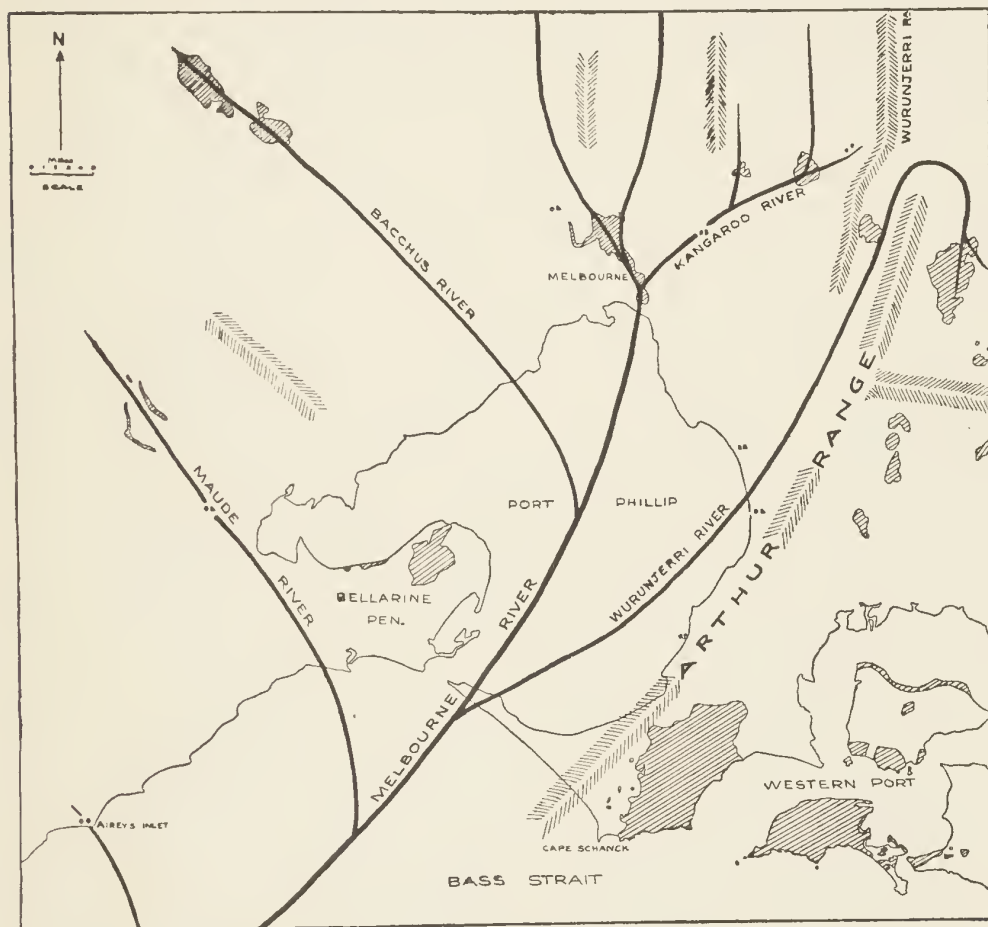 N
MILES
SCALE
WURUNJERRI RA
BACCHUS RIVER
KANGAROO RIVER
MELBOURNE
ARTHUR RANGE
MAUDE RIVER
PORT PHILLIP
WURUNJERRI RIVER
BELLARINE
PEN.
MELBOURNE RIVER
WESTERN PORT
AIREYS INLET
CAPE SCHANCK
BASS STRAIT